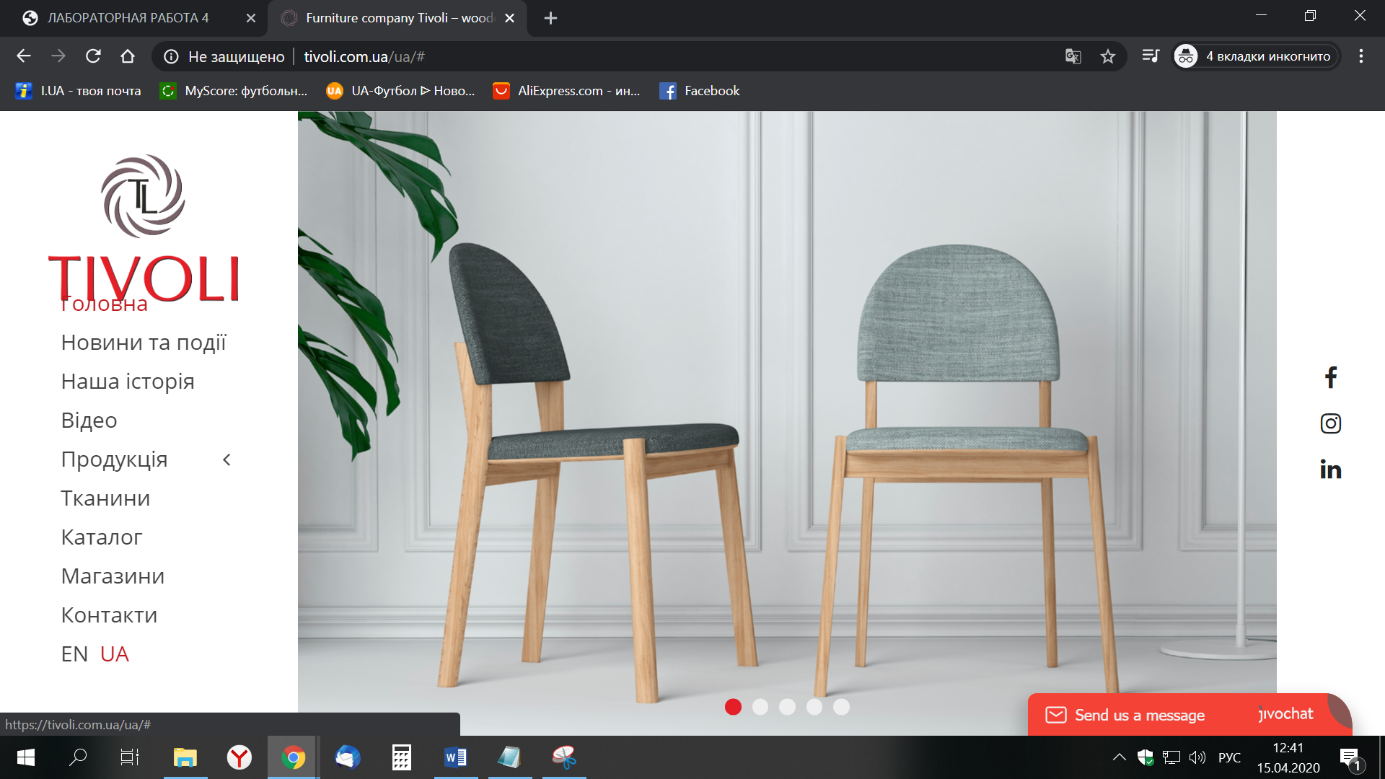 ЛАБОРАТОРНАЯ РАБОТА 4
Furniture company Tivoli – wood
Не защищено
tivoli.com.ua/ua/#
4 вкладки инкогнито
I.UA - твоя почта
MyScore: футбольн...
UA-Футбол ᐉ Ново...
AliExpress.com - ин...
Facebook
TL
TIVOLI
Головна
Новини та події
Наша історія
Відео
Продукція
Тканини
Каталог
Магазини
Контакти
EN UA
https://tivoli.com.ua/ua/#
Send us a message
jivochat
РУС
12:41
15.04.2020
1